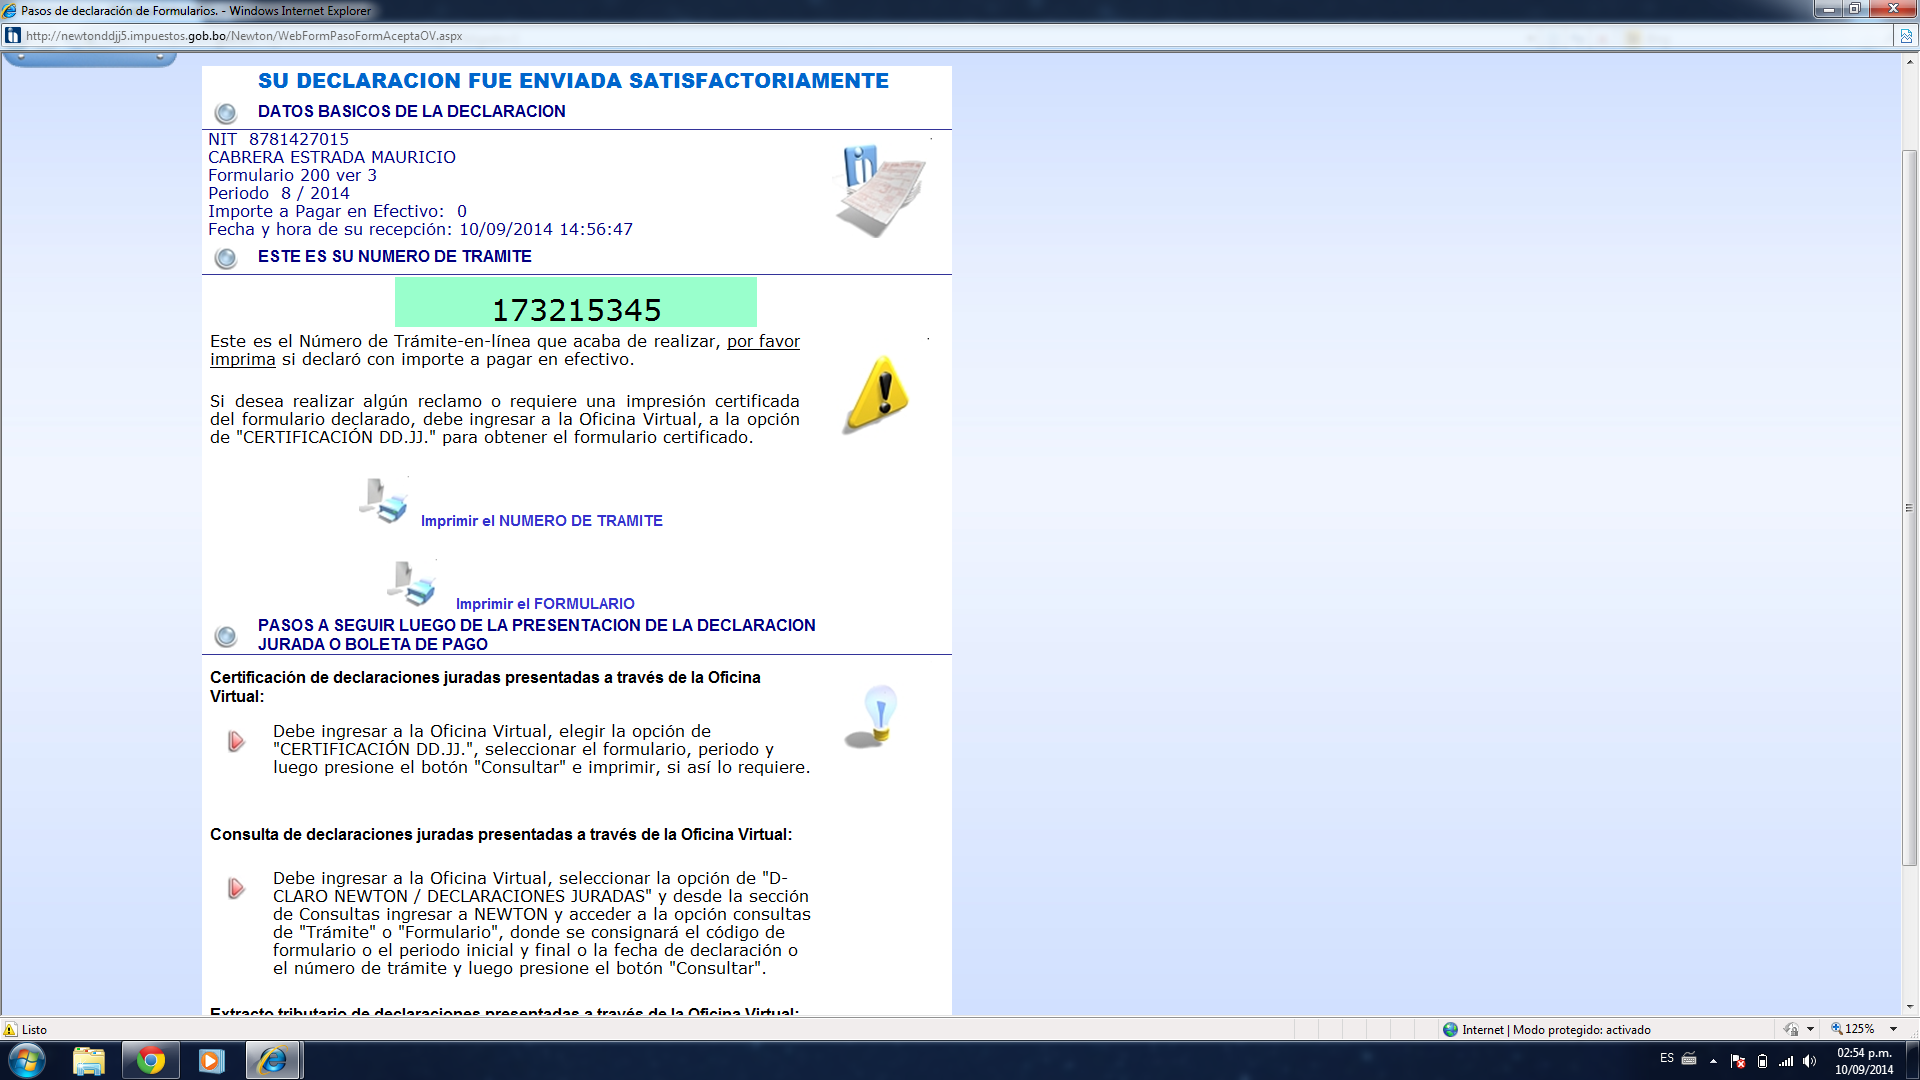 Pasos de declaración de Formularios. - Windows Internet Explorer
http://newtonddjj5.impuestos.gob.bo/Newton/WebFormPasoFormAceptaOV.aspx
SU DECLARACION FUE ENVIADA SATISFACTORIAMENTE
DATOS BASICOS DE LA DECLARACION
NIT 8781427015
CABRERA ESTRADA MAURICIO
Formulario 200 ver 3
Periodo 8 / 2014
Importe a Pagar en Efectivo: 0
Fecha y hora de su recepción: 10/09/2014 14:56:47
ESTE ES SU NUMERO DE TRAMITE
173215345
Este es el Número de Trámite-en-línea que acaba de realizar, por favor
imprima si declaró con importe a pagar en efectivo.
Si desea realizar algún reclamo o requiere una impresión certificada
del formulario declarado, debe ingresar a la Oficina Virtual, a la opción
de "CERTIFICACIÓN DD.JJ." para obtener el formulario certificado.
Imprimir el NUMERO DE TRAMITE
Imprimir el FORMULARIO
PASOS A SEGUIR LUEGO DE LA PRESENTACION DE LA DECLARACION
JURADA O BOLETA DE PAGO
Certificación de declaraciones juradas presentadas a través de la Oficina
Virtual:
Debe ingresar a la Oficina Virtual, elegir la opción de
"CERTIFICACIÓN DD.JJ.", seleccionar el formulario, periodo y
luego presione el botón "Consultar" e imprimir, si así lo requiere.
Consulta de declaraciones juradas presentadas a través de la Oficina Virtual:
Debe ingresar a la Oficina Virtual, seleccionar la opción de "D-
CLARO NEWTON / DECLARACIONES JURADAS" y desde la sección
de Consultas ingresar a NEWTON y acceder a la opción consultas
de "Trámite" o "Formulario", donde se consignará el código de
formulario o el periodo inicial y final o la fecha de declaración o
el número de trámite y luego presione el botón "Consultar".
Extracto tributario de declaraciones presentadas a través de la Oficina Virtual:
Listo
Internet | Modo protegido: activado
125%
ES
02:54 p.m.
10/09/2014